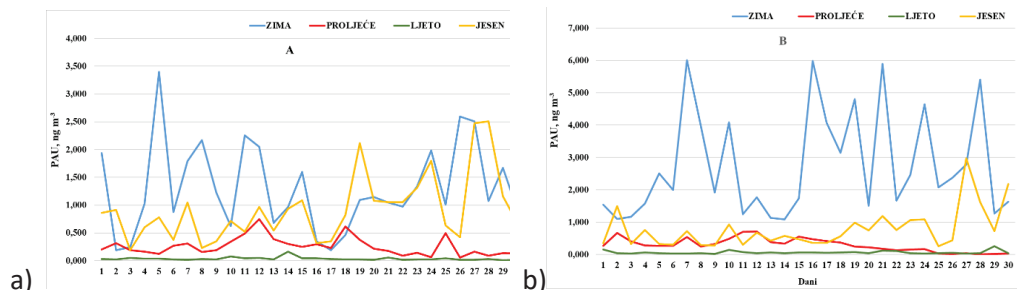 ZIMA PROLJEĆE LJETO JESEN
A
PAU, ng m-3
4,000
3,500
3,000
2,500
2,000
1,500
1,000
0,500
0,000
1 2 3 4 5 6 7 8 9 10 11 12 13 14 15 16 17 18 19 20 21 22 23 24 25 26 27 28 29
a)
ZIMA PROLJEĆE LJETO JESEN
B
PAU, ng m-3
7,000
6,000
5,000
4,000
3,000
2,000
1,000
0,000
1 2 3 4 5 6 7 8 9 10 11 12 13 14 15 16 17 18 19 20 21 22 23 24 25 26 27 28 29 30
Dani
b)